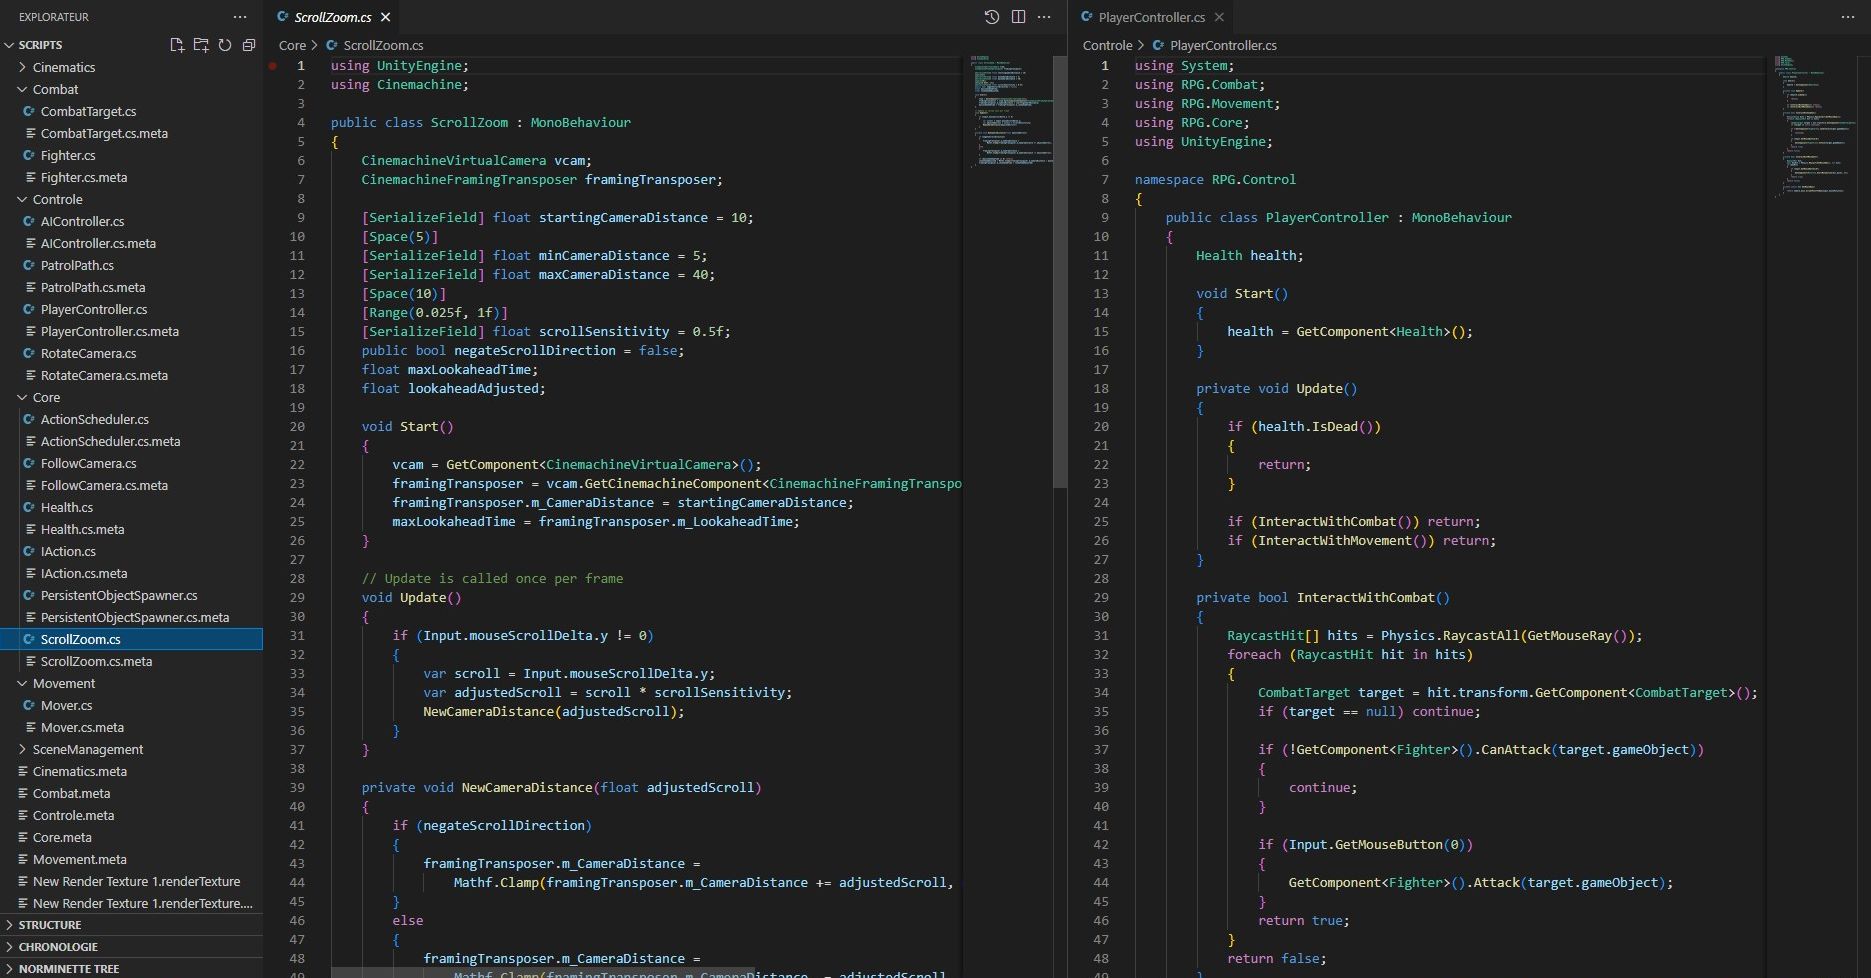 EXPLORATEUR
SCRIPTS
Cinematics
Combat
CombatTarget.cs
CombatTarget.cs.meta
Fighter.cs
Fighter.cs.meta
Controle
AIController.cs
AIController.cs.meta
PatrolPath.cs
PatrolPath.cs.meta
PlayerController.cs
PlayerController.cs.meta
RotateCamera.cs
RotateCamera.cs.meta
Core
ActionScheduler.cs
ActionScheduler.cs.meta
FollowCamera.cs
FollowCamera.cs.meta
Health.cs
Health.cs.meta
IAction.cs
IAction.cs.meta
PersistentObjectSpawner.cs
PersistentObjectSpawner.cs.meta
ScrollZoom.cs
ScrollZoom.cs.meta
Movement
Mover.cs
Mover.cs.meta
SceneManagement
Cinematics.meta
Combat.meta
Controle.meta
Core.meta
Movement.meta
New Render Texture 1.renderTexture
New Render Texture 1.renderTexture....
STRUCTURE
CHRONOLOGIE
NORMINETTE TREE
ScrollZoom.cs
Core > ScrollZoom.cs
1 using UnityEngine;
2 using Cinemachine;
3
4 public class ScrollZoom : MonoBehaviour
5 {
6 CinemachineVirtualCamera vcam;
7 CinemachineFramingTransposer framingTransposer;
8
9 [SerializeField] float startingCameraDistance = 10;
10 [Space(5)]
11 [SerializeField] float minCameraDistance = 5;
12 [SerializeField] float maxCameraDistance = 40;
13 [Space(10)]
14 [Range(0.025f, 1f)]
15 [SerializeField] float scrollSensitivity = 0.5f;
16 public bool negateScrollDirection = false;
17 float maxLookaheadTime;
18 float lookaheadAdjusted;
19
20 void Start()
21 {
22 vcam = GetComponent<CinemachineVirtualCamera>();
23 framingTransposer = vcam.GetCinemachineComponent<CinemachineFramingTranspo
24 framingTransposer.m_CameraDistance = startingCameraDistance;
25 maxLookaheadTime = framingTransposer.m_LookaheadTime;
26 }
27
28 // Update is called once per frame
29 void Update()
30 {
31 if (Input.mouseScrollDelta.y != 0)
32 {
33 var scroll = Input.mouseScrollDelta.y;
34 var adjustedScroll = scroll * scrollSensitivity;
35 NewCameraDistance(adjustedScroll);
36 }
37 }
38
39 private void NewCameraDistance(float adjustedScroll)
40 {
41 if (negateScrollDirection)
42 {
43 framingTransposer.m_CameraDistance =
44 Mathf.Clamp(framingTransposer.m_CameraDistance += adjustedScroll,
45 }
46 else
47 {
48 framingTransposer.m_CameraDistance =
49 Mathf.Clamp(framingTransposer.m_CameraDistance -= adjustedScroll
PlayerController.cs
Controle > PlayerController.cs
1 using System;
2 using RPG.Combat;
3 using RPG.Movement;
4 using RPG.Core;
5 using UnityEngine;
6
7 namespace RPG.Control
8 {
9 public class PlayerController : MonoBehaviour
10 {
11 Health health;
12
13 void Start()
14 {
15 health = GetComponent<Health>();
16 }
17
18 private void Update()
19 {
20 if (health.IsDead())
21 {
22 return;
23 }
24
25 if (InteractWithCombat()) return;
26 if (InteractWithMovement()) return;
27 }
28
29 private bool InteractWithCombat()
30 {
31 RaycastHit[] hits = Physics.RaycastAll(GetMouseRay());
32 foreach (RaycastHit hit in hits)
33 {
34 CombatTarget target = hit.transform.GetComponent<CombatTarget>();
35 if (target == null) continue;
36
37 if (!GetComponent<Fighter>().CanAttack(target.gameObject))
38 {
39 continue;
40 }
41
42 if (Input.GetMouseButton(0))
43 {
44 GetComponent<Fighter>().Attack(target.gameObject);
45 }
46 return true;
47 }
48 return false;
49 }